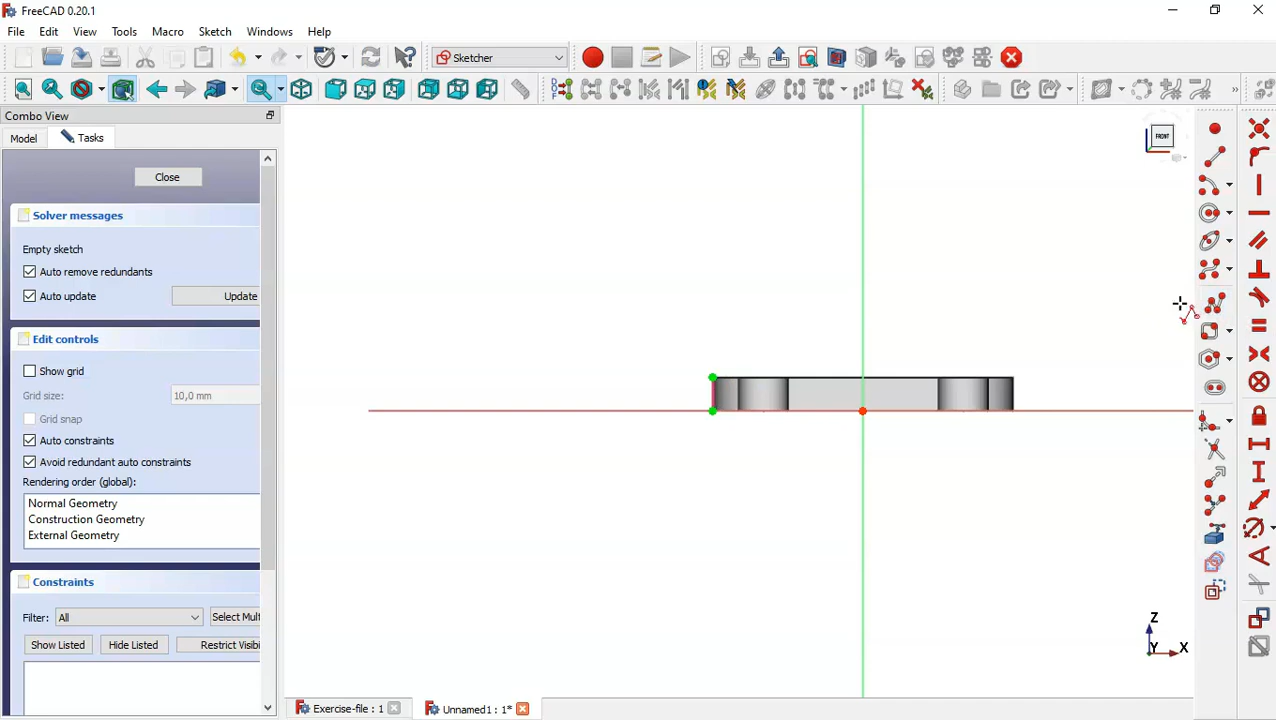 FreeCAD 0.20.1
File Edit View Tools Macro Sketch Windows Help
Sketcher
Combo View
Model Tasks
Close
Solver messages
Empty sketch
Auto remove redundants
Auto update Update
Edit controls
Show grid
Grid size: 10,0 mm
Grid snap
Auto constraints
Avoid redundant auto constraints
Rendering order (global):
Normal Geometry
Construction Geometry
External Geometry
Constraints
Filter: All Select Mult
Show Listed Hide Listed Restrict Visibi
FRONT
Z
Y X
Exercise-file : 1 Unnamed1 : 1*